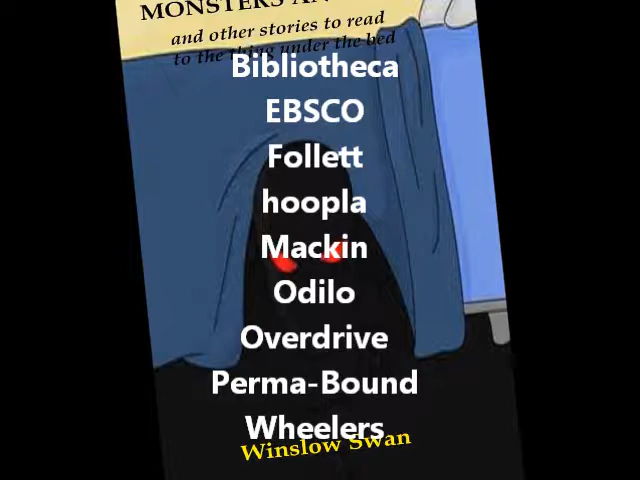 MONSTERS AN
and other stories to read
to the thing under the bed
Bibliotheca
EBSCO
Follett
hoopla
Mackin
Odilo
Overdrive
Perma-Bound
Wheelers
Winslow Swan